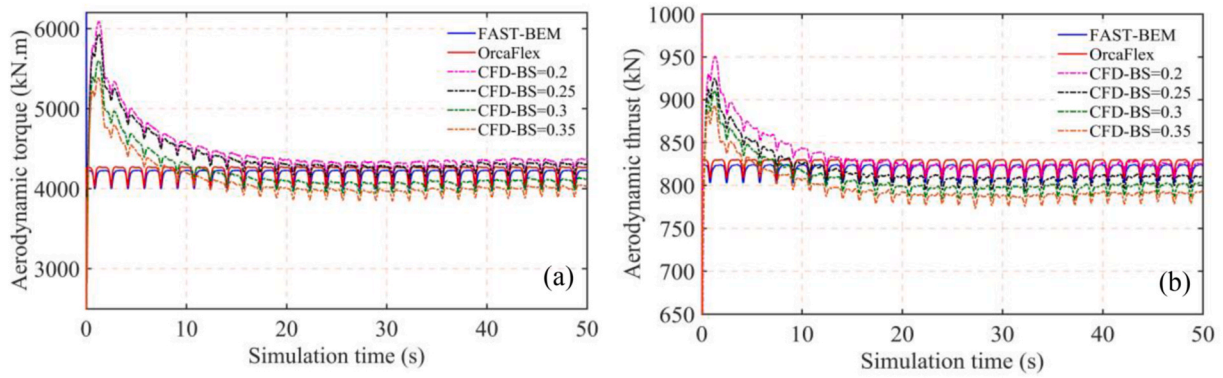 Aerodynamic torque (kN.m)
6000
5000
4000
3000
FAST-BEM
OrcaFlex
CFD-BS=0.2
CFD-BS=0.25
CFD-BS=0.3
CFD-BS=0.35
(a)
0 10 20 30 40 50
Simulation time (s)
Aerodynamic thrust (kN)
1000
950
900
850
800
750
700
650
FAST-BEM
OrcaFlex
CFD-BS=0.2
CFD-BS=0.25
CFD-BS=0.3
CFD-BS=0.35
(b)
0 10 20 30 40 50
Simulation time (s)